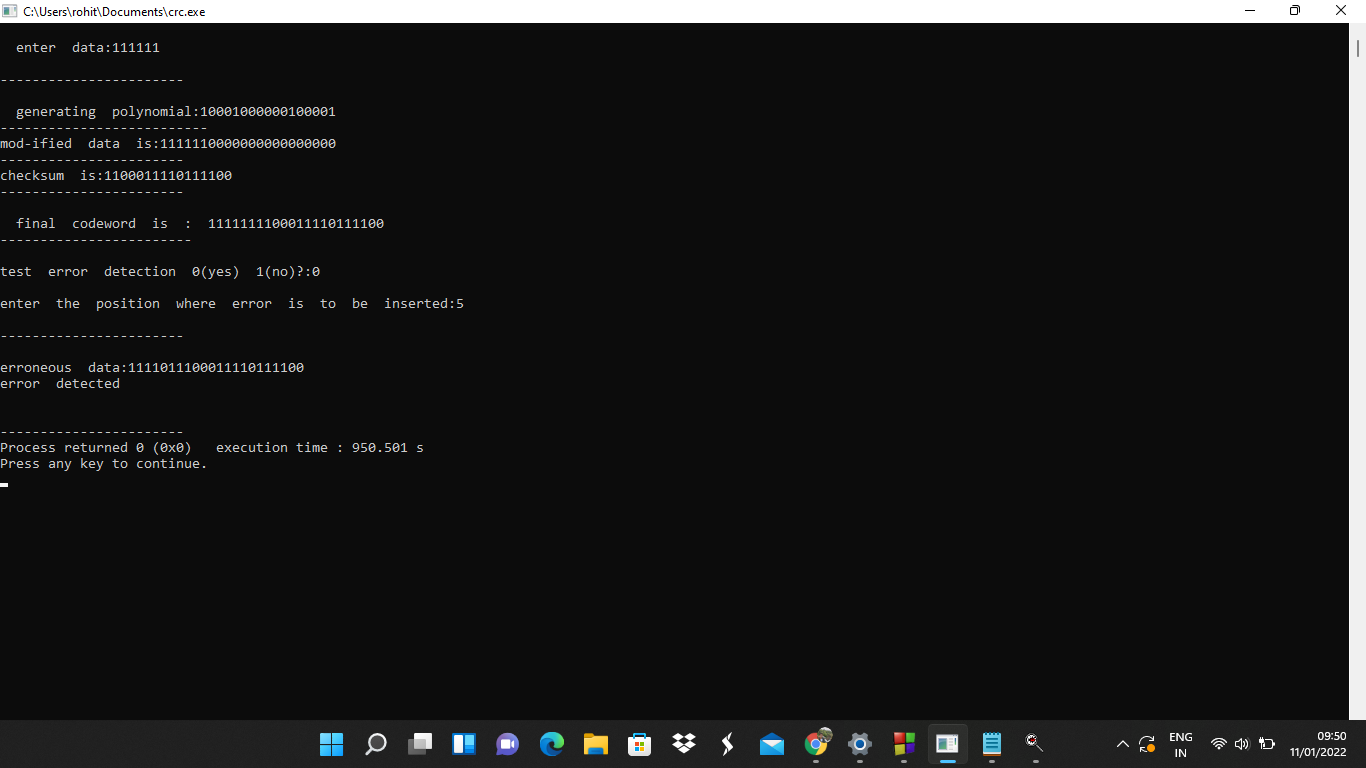 C:\Users\rohit\Documents\crc.exe
enter data:111111
-----------------------
generating polynomial:10001000000100001
--------------------------
mod-ified data is:1111110000000000000000
-----------------------
checksum is:1100011110111100
-----------------------
final codeword is : 1111111100011110111100
------------------------
test error detection 0(yes) 1(no)?:0
enter the position where error is to be inserted:5
-----------------------
erroneous data:1111011100011110111100
error detected
-----------------------
Process returned 0 (0x0) execution time : 950.501 s
Press any key to continue.
ENG
IN
09:50
11/01/2022